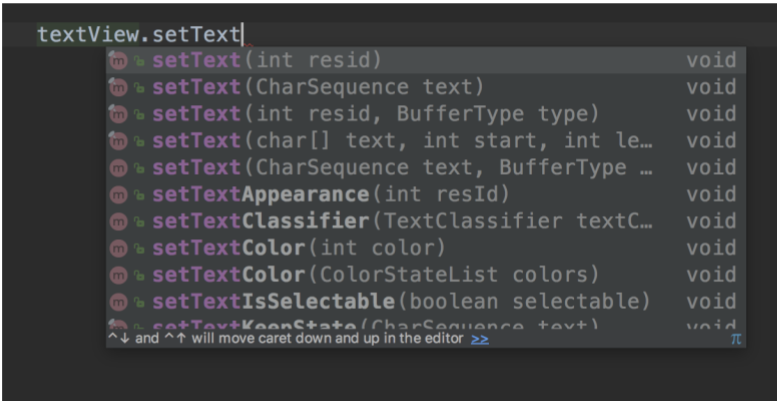 textView.setText
setText(int resid) void
setText(CharSequence text) void
setText(int resid, BufferType type) void
setText(char[] text, int start, int le… void
setText(CharSequence text, BufferType … void
setTextAppearance(int resId) void
setTextClassifier(TextClassifier textC… void
setTextColor(int color) void
setTextColor(ColorStateList colors) void
setTextIsSelectable(boolean selectable) void
setTextKeepState(CharSequence text) void
^↓ and ^↑ will move caret down and up in the editor >> π